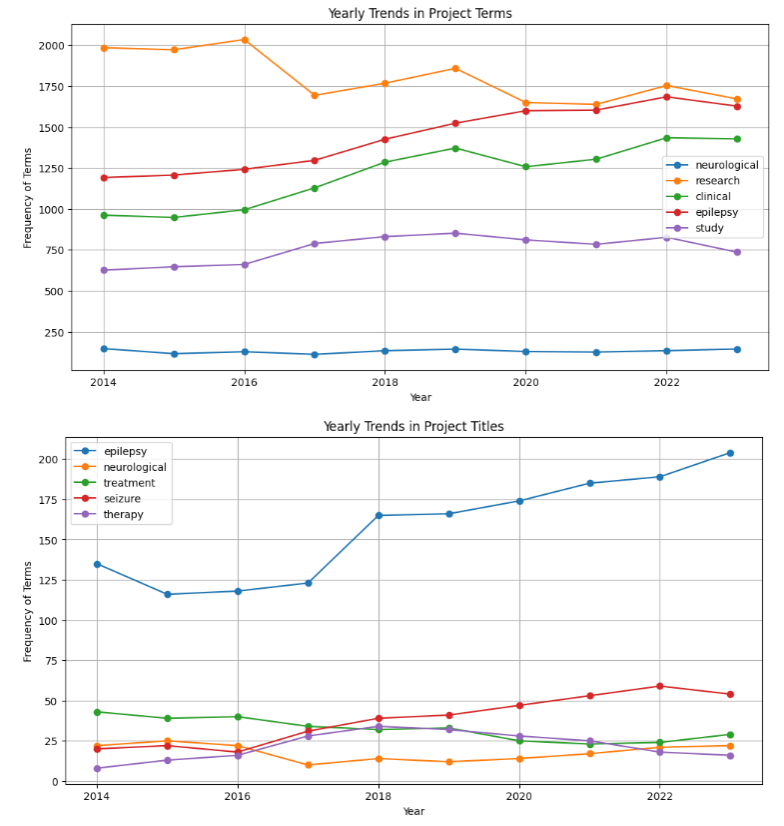 Yearly Trends in Project Terms
2000
1750
1500
1250
1000
750
500
250
Frequency of Terms
neurological
research
clinical
epilepsy
study
2014
2016
2018
2020
2022
Year
Yearly Trends in Project Titles
epilepsy
neurological
treatment
seizure
therapy
200
175
150
125
100
75
50
25
0
Frequency of Terms
2014
2016
2018
2020
2022
Year